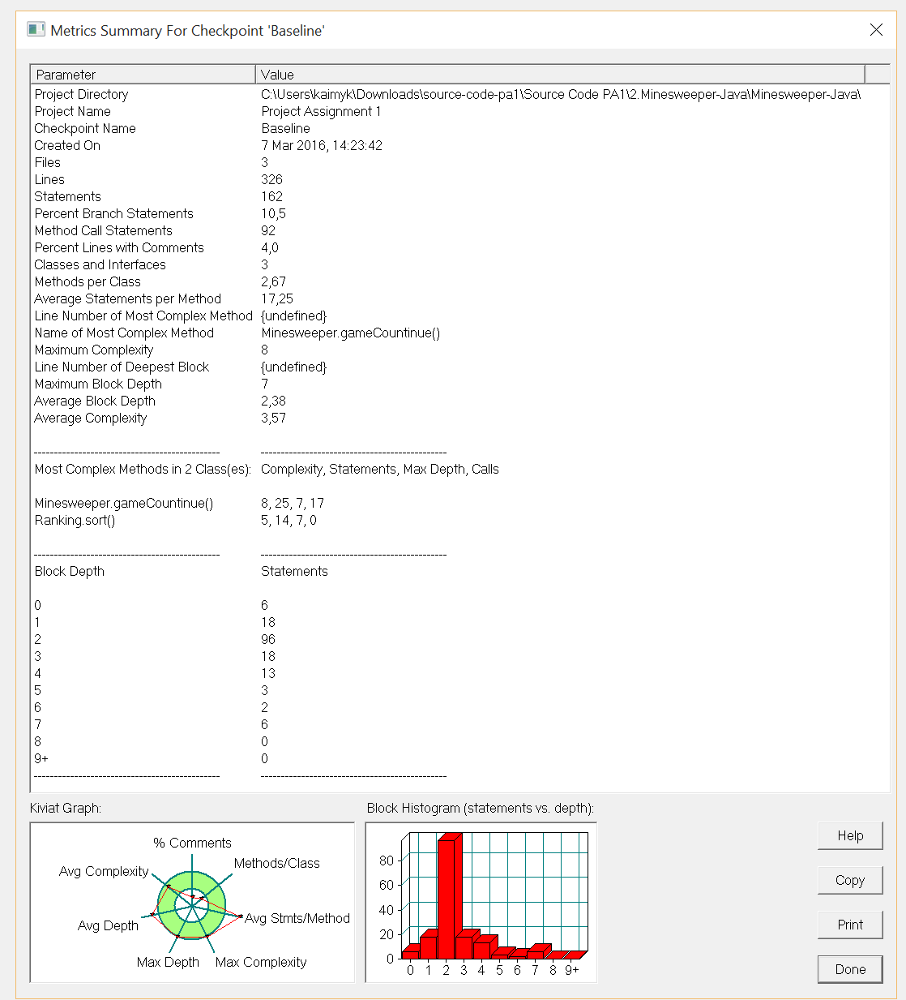 Metrics Summary For Checkpoint 'Baseline'
Parameter Value
Project Directory C:\Users\kaimyk\Downloads\source-code-pa1\Source Code PA1\2.Minesweeper-Java\Minesweeper-Java\
Project Name Project Assignment 1
Checkpoint Name Baseline
Created On 7 Mar 2016, 14:23:42
Files 3
Lines 326
Statements 162
Percent Branch Statements 10,5
Method Call Statements 92
Percent Lines with Comments 4,0
Classes and Interfaces 3
Methods per Class 2,67
Average Statements per Method 17,25
Line Number of Most Complex Method {undefined}
Name of Most Complex Method Minesweeper.gameCountinue()
Maximum Complexity 8
Line Number of Deepest Block {undefined}
Maximum Block Depth 7
Average Block Depth 2,38
Average Complexity 3,57
Most Complex Methods in 2 Class(es): Complexity, Statements, Max Depth, Calls
Minesweeper.gameCountinue() 8, 25, 7, 17
Ranking.sort() 5, 14, 7, 0
Block Depth Statements
0 6
1 18
2 96
3 18
4 13
5 3
6 2
7 6
8 0
9+ 0
Kiviat Graph:
% Comments
Methods/Class
Avg Complexity
Avg Stmts/Method
Avg Depth
Max Depth Max Complexity
Block Histogram (statements vs. depth):
80
60
40
20
0
0 1 2 3 4 5 6 7 8 9+
Help
Copy
Print
Done